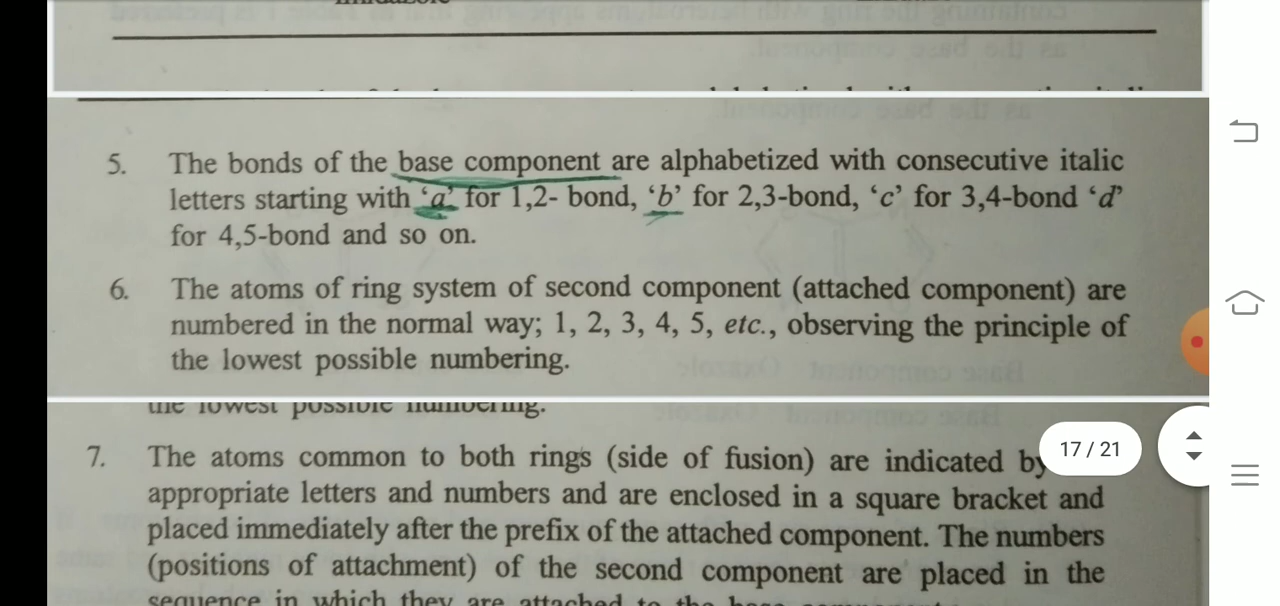 5. The bonds of the base component are alphabetized with consecutive italic
letters starting with ‘a’ for 1,2- bond, ‘b’ for 2,3-bond, ‘c’ for 3,4-bond ‘d’
for 4,5-bond and so on.
6. The atoms of ring system of second component (attached component) are
numbered in the normal way; 1, 2, 3, 4, 5, etc., observing the principle of
the lowest possible numbering.
the lowest possible numbering.
7. The atoms common to both rings (side of fusion) are indicated by
17 / 21
appropriate letters and numbers and are enclosed in a square bracket and
placed immediately after the prefix of the attached component. The numbers
(positions of attachment) of the second component are placed in the
sequence in which they are attached to the base component